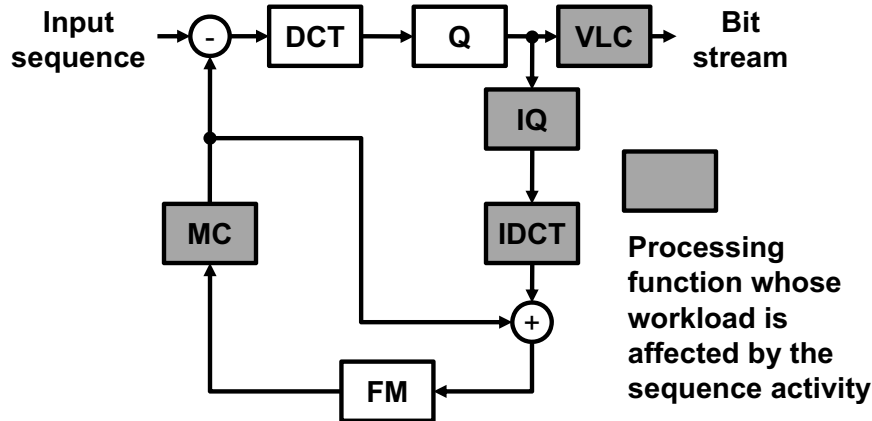 Input
sequence
-
DCT
Q
VLC
Bit
stream
IQ
MC
IDCT
+
FM
Processing
function whose
workload is
affected by the
sequence activity